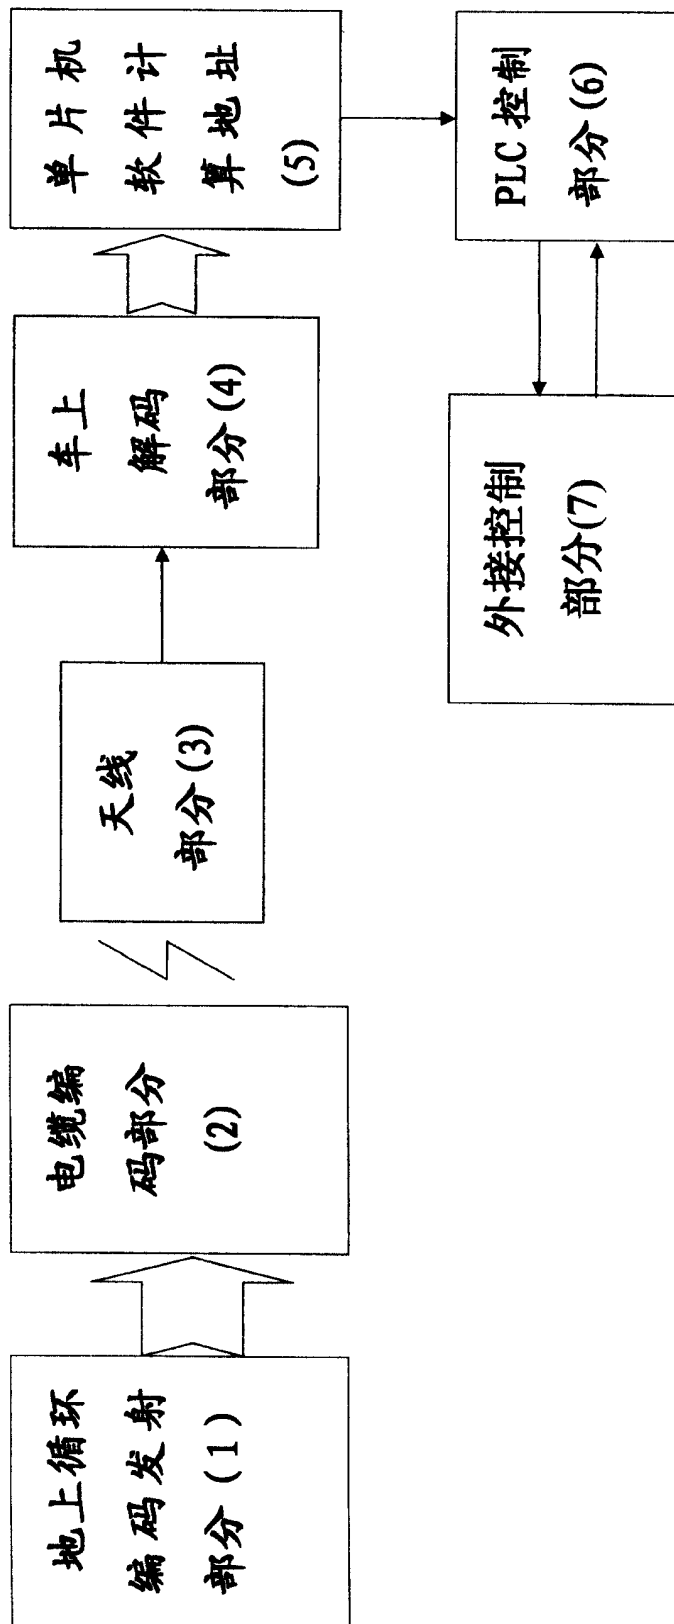 地上循环
编码发射
部分(1)
电缆编
码部分
(2)
天线
部分(3)
车上
解码
部分(4)
单片机
软件计
算地址
(5)
PLC 控制
部分(6)
外接控制
部分(7)